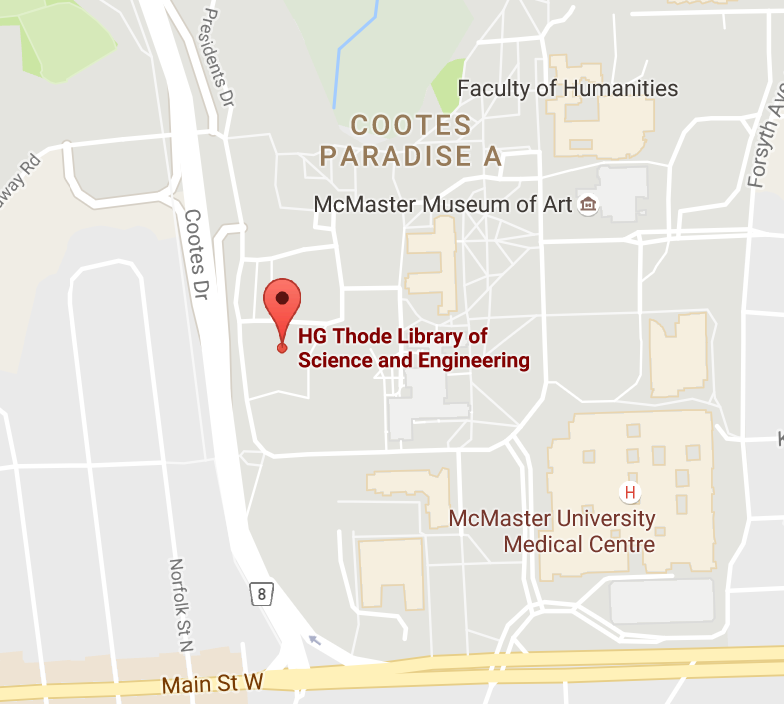 Presidents Dr
Faculty of Humanities
COOTES
PARADISE A
Forsyth Ave
away Rd
McMaster Museum of Art
Cootes Dr
HG Thode Library of
Science and Engineering
K
H
McMaster University
Medical Centre
Norfolk St N
8
Main St W